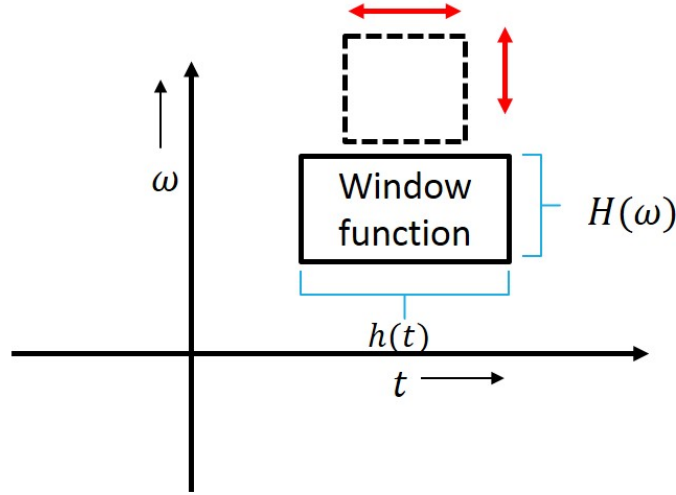 ω
Window
function
H(ω)
h(t)
t